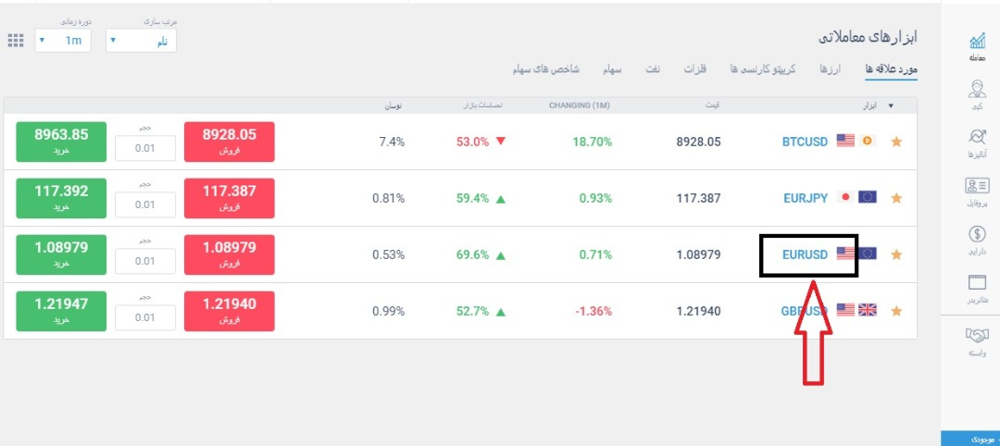 مرتب سازی
نام
دوره زمانی
1m
ابزارهای معاملاتی
مورد علاقه ها ارزها کریپتو کارنسی ها فلزات نفت سهام شاخص های سهام
ابزار قیمت CHANGING (1M) احساسات بازار نوسان
BTCUSD 8928.05 18.70% 53.0% 7.4%
8928.05
فروش
حجم
0.01
8963.85
خرید
EURJPY 117.387 0.93% 59.4% 0.81%
117.387
فروش
حجم
0.01
117.392
خرید
EURUSD 1.08979 0.71% 69.6% 0.53%
1.08979
فروش
حجم
0.01
1.08979
خرید
GBPUSD 1.21940 -1.36% 52.7% 0.99%
1.21940
فروش
حجم
0.01
1.21947
خرید
معامله
کپی
آنالیزها
پروفایل
دارایی
متاتریدر
وابسته
موجودی